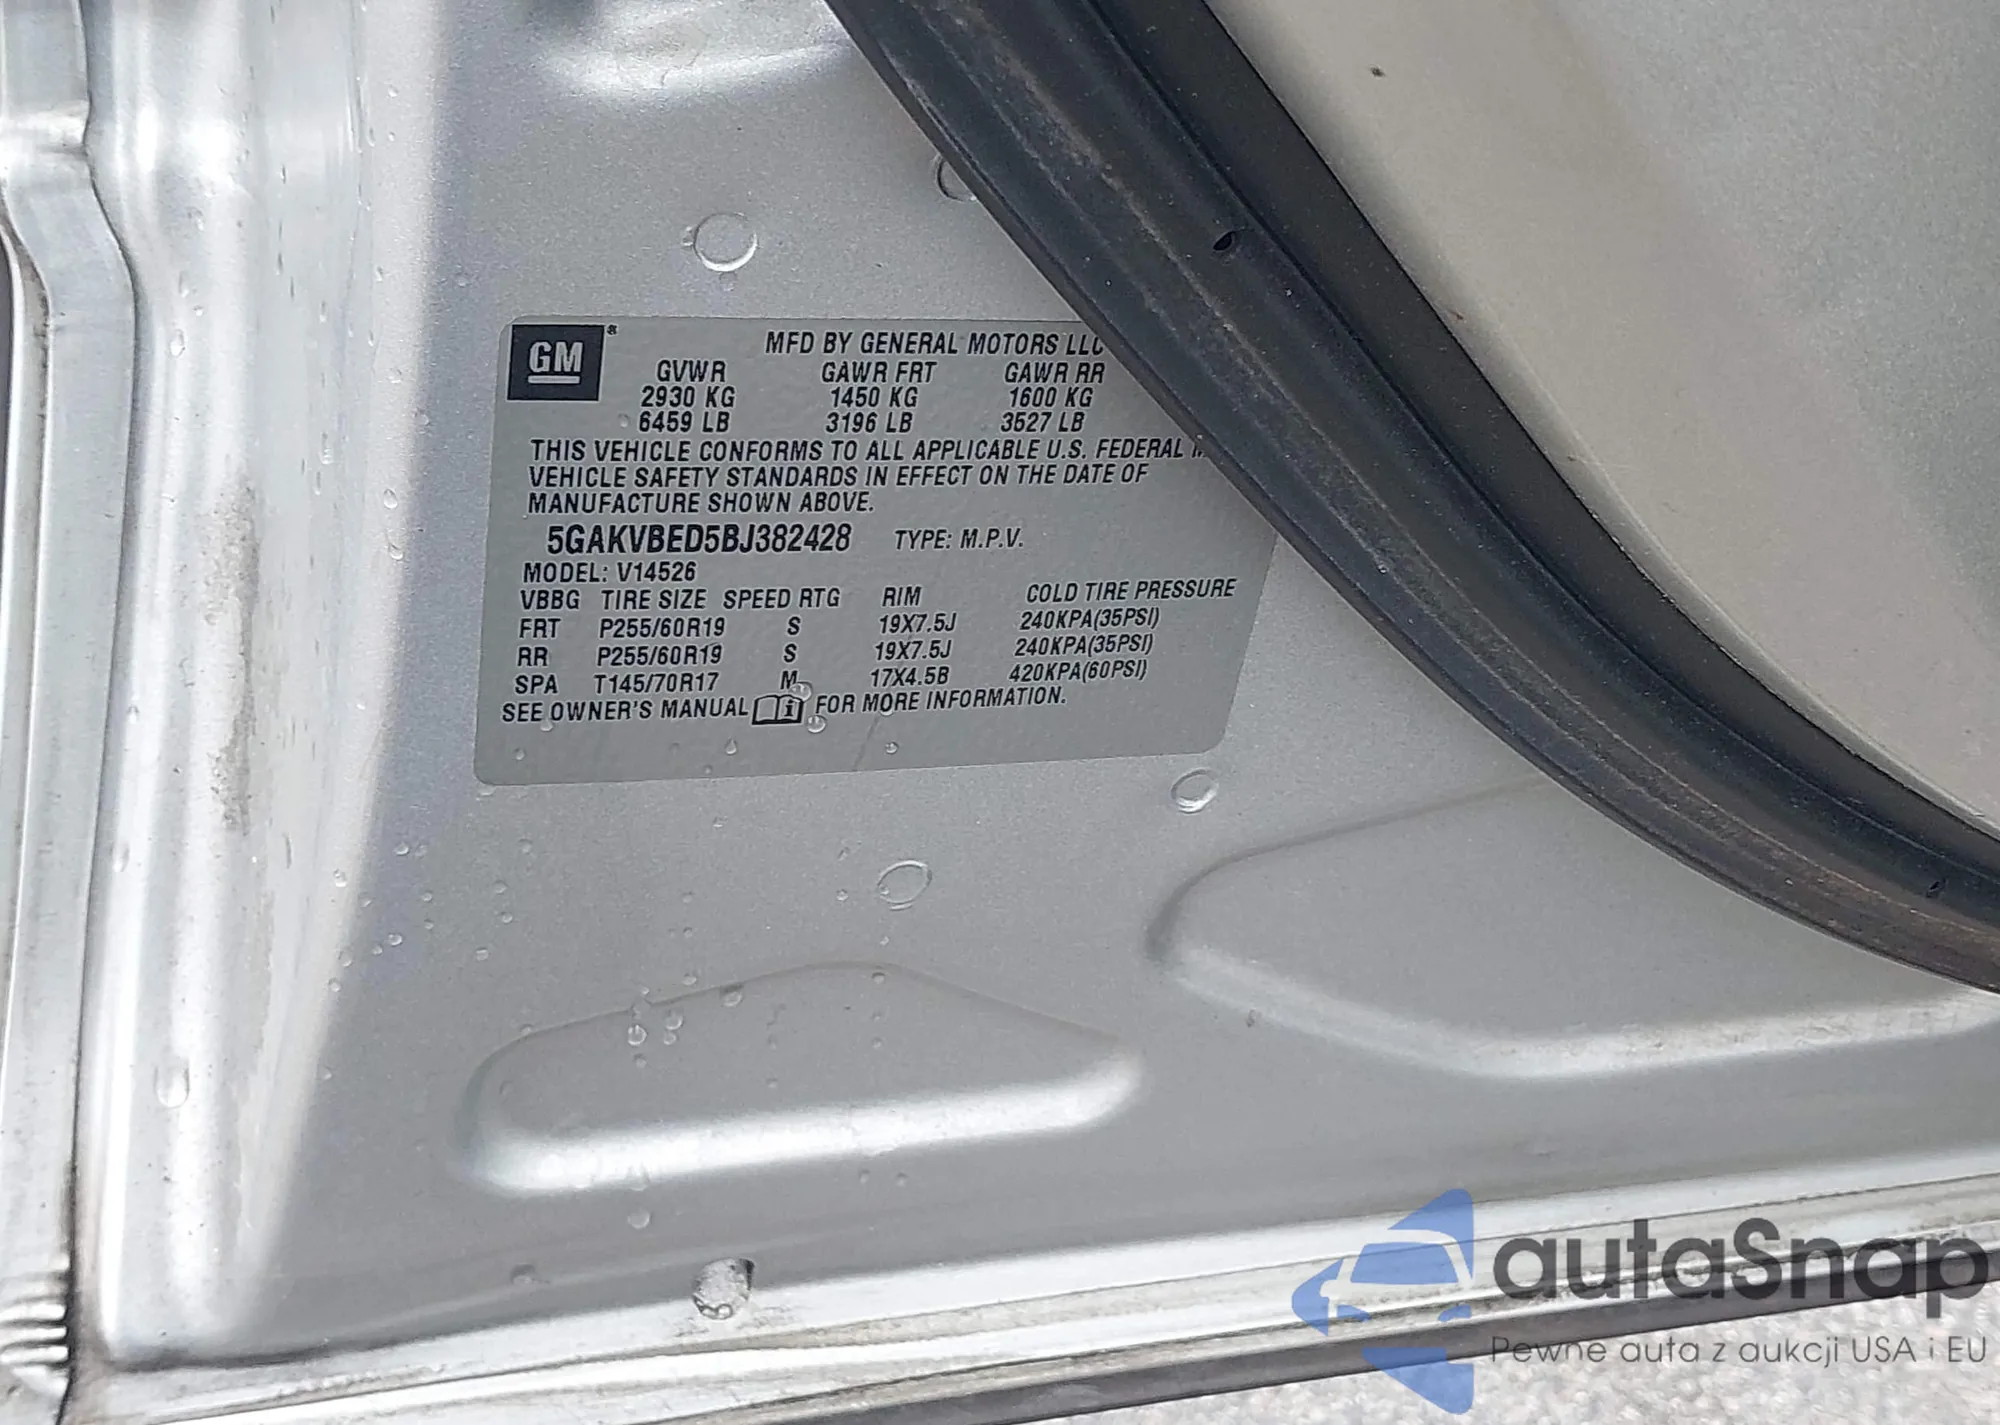 GM®
MFD BY GENERAL MOTORS LLC
GVWR GAWR FRT GAWR RR
2930 KG 1450 KG 1600 KG
6459 LB 3196 LB 3527 LB
THIS VEHICLE CONFORMS TO ALL APPLICABLE U.S. FEDERAL
VEHICLE SAFETY STANDARDS IN EFFECT ON THE DATE OF
MANUFACTURE SHOWN ABOVE.
5GAKVBED5BJ382428 TYPE: M.P.V.
MODEL: V14526
VBBG TIRE SIZE SPEED RTG RIM COLD TIRE PRESSURE
FRT P255/60R19 S 19X7.5J 240KPA(35PSI)
RR P255/60R19 S 19X7.5J 240KPA(35PSI)
SPA T145/70R17 M 17X4.5B 420KPA(60PSI)
SEE OWNER'S MANUAL FOR MORE INFORMATION.
autaSnap
Pewne auta z aukcji USA i EU